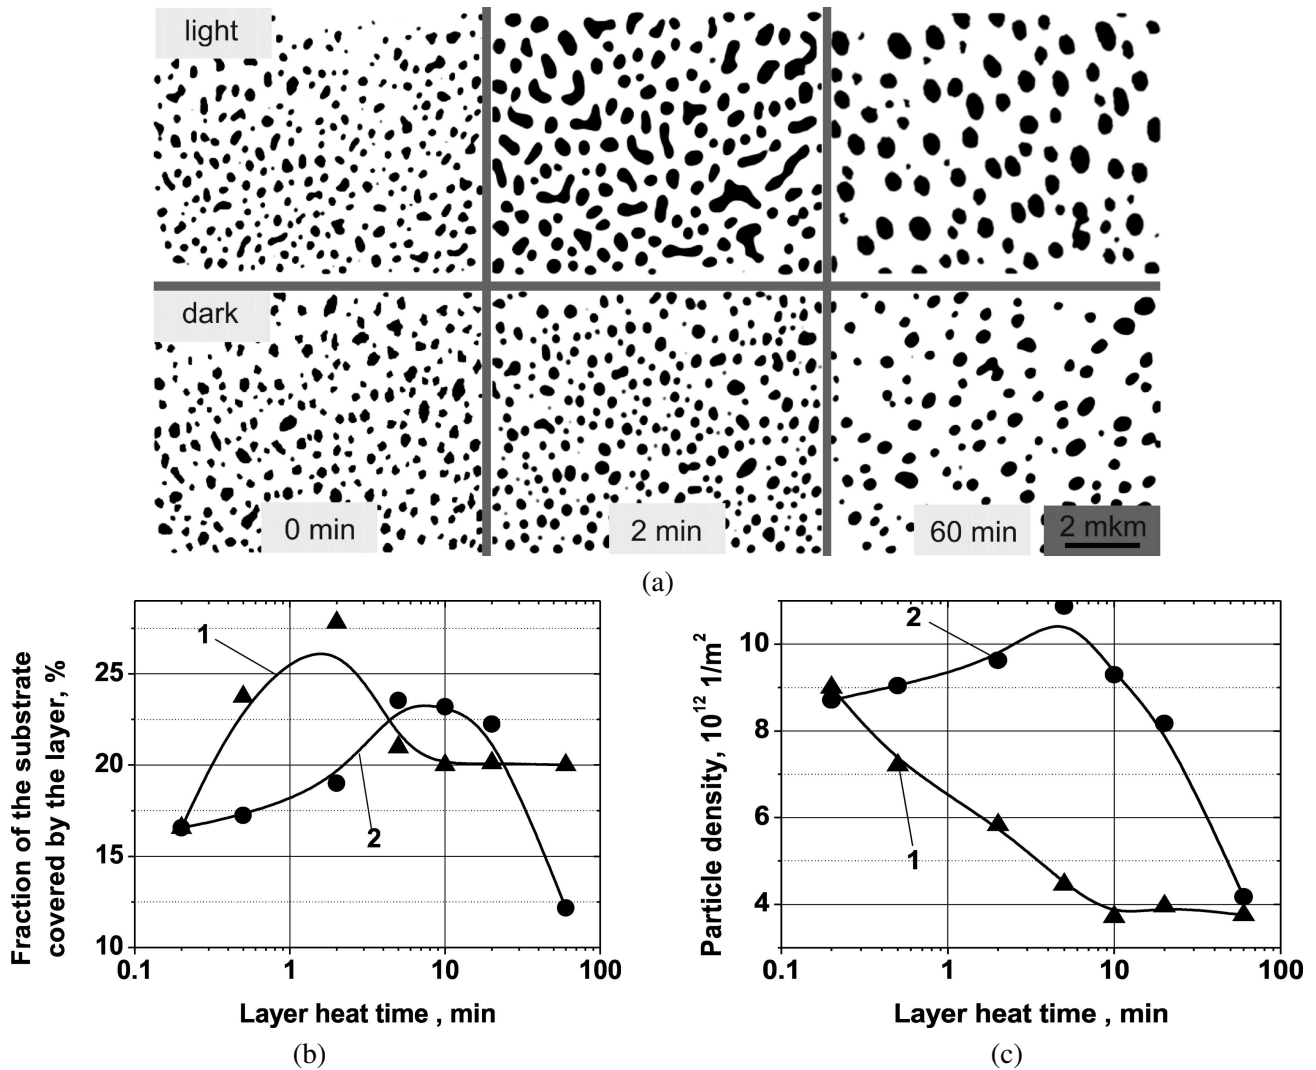 light
dark
0 min
2 min
60 min
2 mkm
(a)
Fraction of the substrate
covered by the layer, %
25
20
15
10
1
2
0.1
1
10
100
Layer heat time , min
(b)
Particle density, 10¹² 1/m²
10
8
6
4
2
1
0.1
1
10
100
Layer heat time , min
(c)